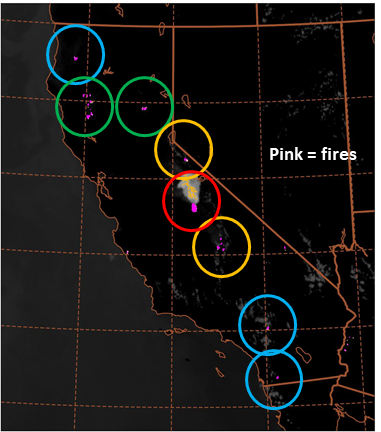 Pink = fires